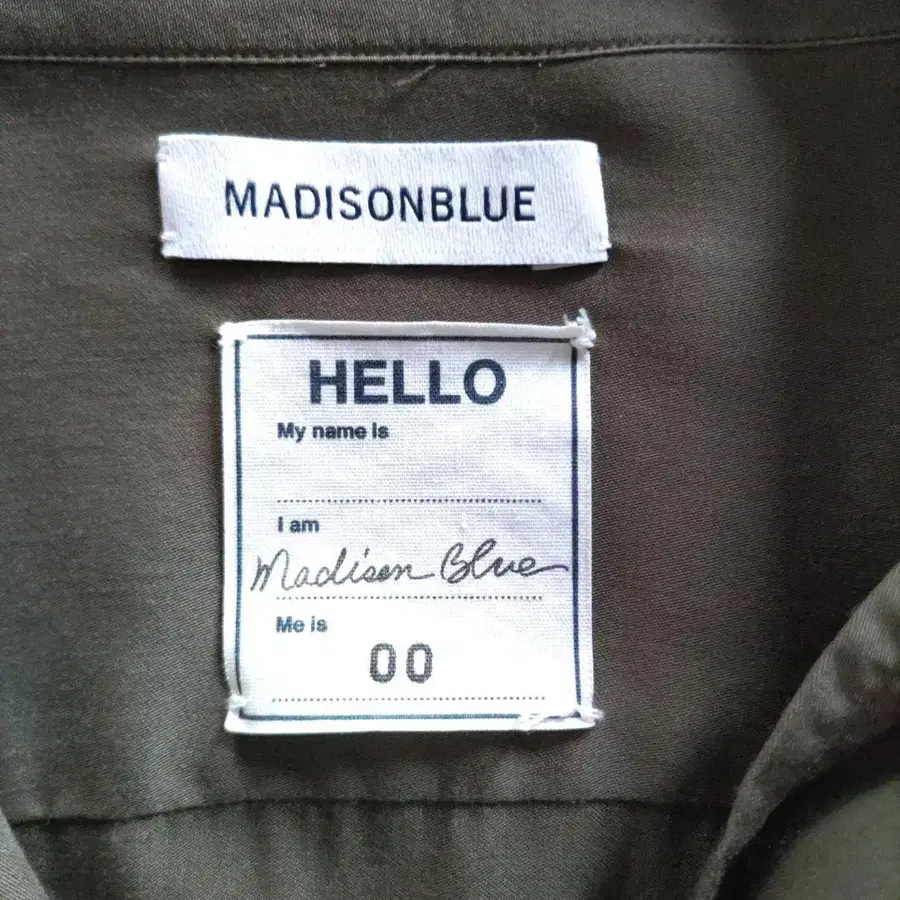 MADISONBLUE
HELLO
My name is
I am
Madison Blue
Me is
00